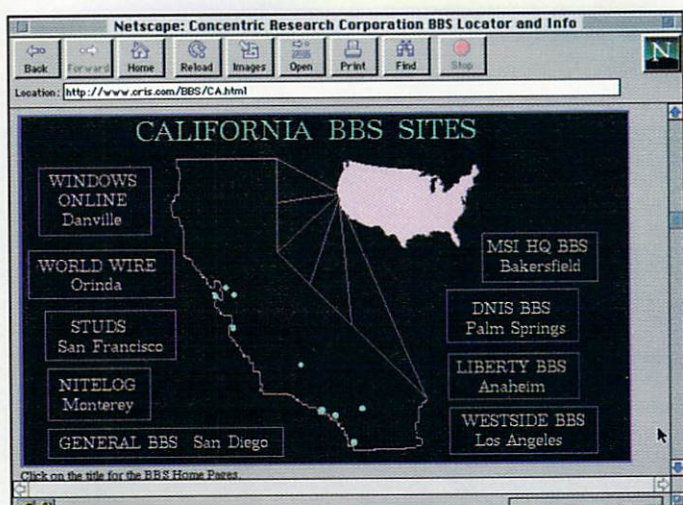 Netscape: Concentric Research Corporation BBS Locator and Info
Back Forward Home Reload Images Open Print Find Stop
N
Location: http://www.cris.com/BBS/CA.html
CALIFORNIA BBS SITES
WINDOWS
ONLINE
Danville
WORLD WIRE
Orinda
STUDS
San Francisco
NITELOG
Monterey
GENERAL BBS San Diego
MSI HQ BBS
Bakersfield
DNIS BBS
Palm Springs
LIBERTY BBS
Anaheim
WESTSIDE BBS
Los Angeles
Click on the title for the BBS Home Pages.